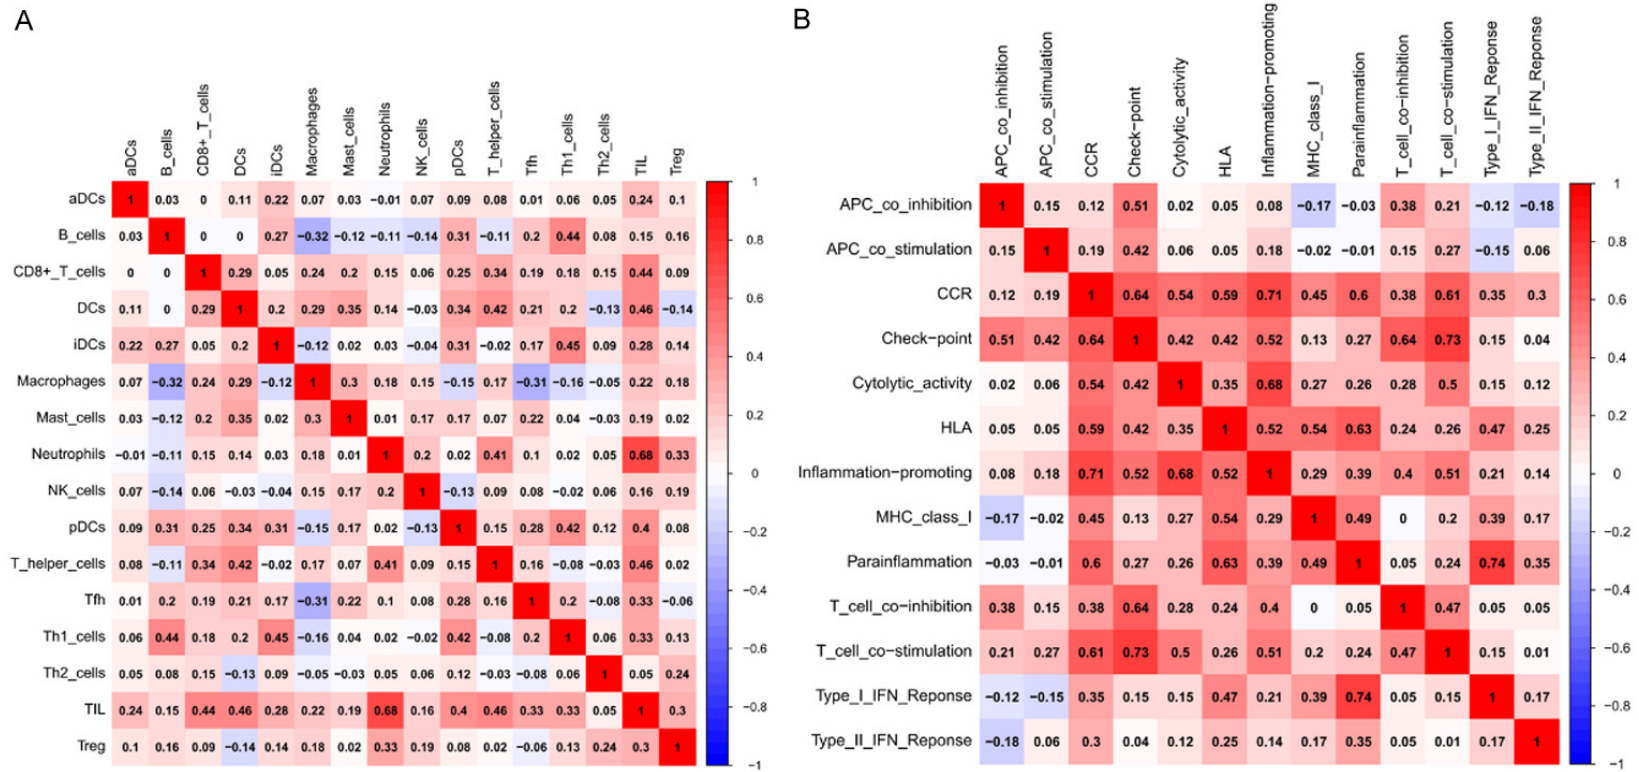 A
aDCs B_cells CD8+_T_cells DCs iDCs Macrophages Mast_cells Neutrophils NK_cells pDCs T_helper_cells Tfh Th1_cells Th2_cells TIL Treg
aDCs 1 0.03 0 0.11 0.22 0.07 0.03 −0.01 0.07 0.09 0.08 0.01 0.06 0.05 0.24 0.1
B_cells 0.03 1 0 0 0.27 −0.32 −0.12 −0.11 −0.14 0.31 −0.11 0.2 0.44 0.08 0.15 0.16
CD8+_T_cells 0 0 1 0.29 0.05 0.24 0.2 0.15 0.06 0.25 0.34 0.19 0.18 0.15 0.44 0.09
DCs 0.11 0 0.29 1 0.2 0.29 0.35 0.14 −0.03 0.34 0.42 0.21 0.2 −0.13 0.46 −0.14
iDCs 0.22 0.27 0.05 0.2 1 −0.12 0.02 0.03 −0.04 0.31 −0.02 0.17 0.45 0.09 0.28 0.14
Macrophages 0.07 −0.32 0.24 0.29 −0.12 1 0.3 0.18 0.15 −0.15 0.17 −0.31 −0.16 −0.05 0.22 0.18
Mast_cells 0.03 −0.12 0.2 0.35 0.02 0.3 1 0.01 0.17 0.17 0.07 0.22 0.04 −0.03 0.19 0.02
Neutrophils −0.01 −0.11 0.15 0.14 0.03 0.18 0.01 1 0.2 0.02 0.41 0.1 0.02 0.05 0.68 0.33
NK_cells 0.07 −0.14 0.06 −0.03 −0.04 0.15 0.17 0.2 1 −0.13 0.09 0.08 −0.02 0.06 0.16 0.19
pDCs 0.09 0.31 0.25 0.34 0.31 −0.15 0.17 0.02 −0.13 1 0.15 0.28 0.42 0.12 0.4 0.08
T_helper_cells 0.08 −0.11 0.34 0.42 −0.02 0.17 0.07 0.41 0.09 0.15 1 0.16 −0.08 −0.03 0.46 0.02
Tfh 0.01 0.2 0.19 0.21 0.17 −0.31 0.22 0.1 0.08 0.28 0.16 1 0.2 −0.08 0.33 −0.06
Th1_cells 0.06 0.44 0.18 0.2 0.45 −0.16 0.04 0.02 −0.02 0.42 −0.08 0.2 1 0.06 0.33 0.13
Th2_cells 0.05 0.08 0.15 −0.13 0.09 −0.05 −0.03 0.05 0.06 0.12 −0.03 −0.08 0.06 1 0.05 0.24
TIL 0.24 0.15 0.44 0.46 0.28 0.22 0.19 0.68 0.16 0.4 0.46 0.33 0.33 0.05 1 0.3
Treg 0.1 0.16 0.09 −0.14 0.14 0.18 0.02 0.33 0.19 0.08 0.02 −0.06 0.13 0.24 0.3 1
1
0.8
0.6
0.4
0.2
0
−0.2
−0.4
−0.6
−0.8
−1
B
APC_co_inhibition APC_co_stimulation CCR Check−point Cytolytic_activity HLA Inflammation−promoting MHC_class_I Parainflammation T_cell_co−inhibition T_cell_co−stimulation Type_I_IFN_Reponse Type_II_IFN_Reponse
APC_co_inhibition 1 0.15 0.12 0.51 0.02 0.05 0.08 −0.17 −0.03 0.38 0.21 −0.12 −0.18
APC_co_stimulation 0.15 1 0.19 0.42 0.06 0.05 0.18 −0.02 −0.01 0.15 0.27 −0.15 0.06
CCR 0.12 0.19 1 0.64 0.54 0.59 0.71 0.45 0.6 0.38 0.61 0.35 0.3
Check−point 0.51 0.42 0.64 1 0.42 0.42 0.52 0.13 0.27 0.64 0.73 0.15 0.04
Cytolytic_activity 0.02 0.06 0.54 0.42 1 0.35 0.68 0.27 0.26 0.28 0.5 0.15 0.12
HLA 0.05 0.05 0.59 0.42 0.35 1 0.52 0.54 0.63 0.24 0.26 0.47 0.25
Inflammation−promoting 0.08 0.18 0.71 0.52 0.68 0.52 1 0.29 0.39 0.4 0.51 0.21 0.14
MHC_class_I −0.17 −0.02 0.45 0.13 0.27 0.54 0.29 1 0.49 0 0.2 0.39 0.17
Parainflammation −0.03 −0.01 0.6 0.27 0.26 0.63 0.39 0.49 1 0.05 0.24 0.74 0.35
T_cell_co−inhibition 0.38 0.15 0.38 0.64 0.28 0.24 0.4 0 0.05 1 0.47 0.05 0.05
T_cell_co−stimulation 0.21 0.27 0.61 0.73 0.5 0.26 0.51 0.2 0.24 0.47 1 0.15 0.01
Type_I_IFN_Reponse −0.12 −0.15 0.35 0.15 0.15 0.47 0.21 0.39 0.74 0.05 0.15 1 0.17
Type_II_IFN_Reponse −0.18 0.06 0.3 0.04 0.12 0.25 0.14 0.17 0.35 0.05 0.01 0.17 1
1
0.8
0.6
0.4
0.2
0
−0.2
−0.4
−0.6
−0.8
−1